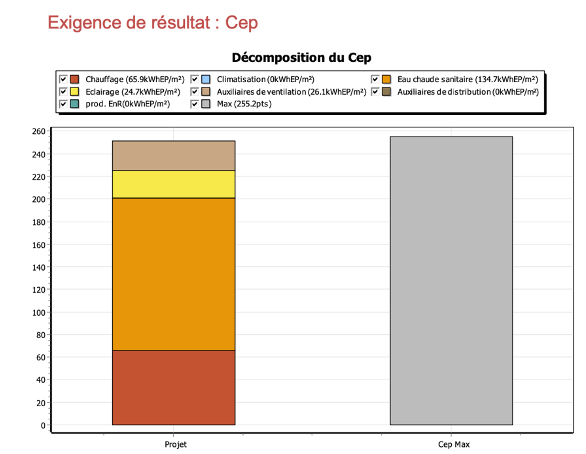 Exigence de résultat : Cep
Décomposition du Cep
Chauffage (65.9kWhEP/m²) Climatisation (0kWhEP/m²) Eau chaude sanitaire (134.7kWhEP/m²)
Eclairage (24.7kWhEP/m²) Auxiliaires de ventilation (26.1kWhEP/m²) Auxiliaires de distribution (0kWhEP/m²)
prod. EnR(0kWhEP/m²) Max (255.2pts)
260
240
220
200
180
160
140
120
100
80
60
40
20
0
Projet Cep Max